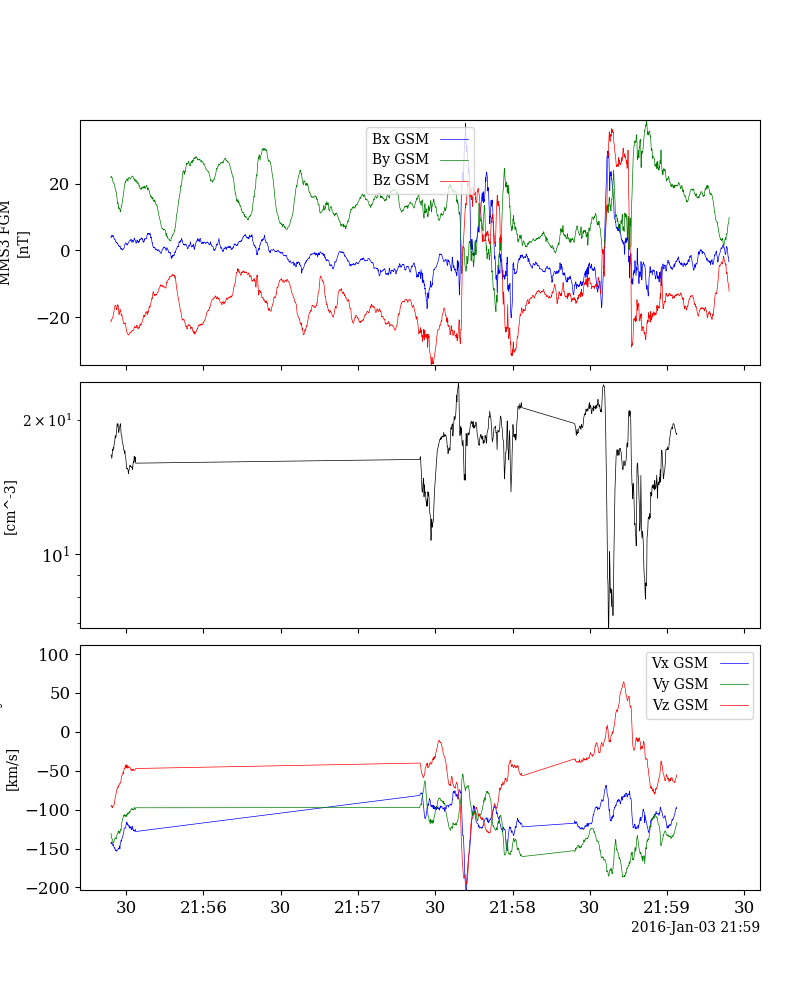 MMS3 FGM
[nT]
20
0
−20
Bx GSM
By GSM
Bz GSM
[cm^-3]
2 × 10¹
10¹
[km/s]
100
50
0
−50
−100
−150
−200
Vx GSM
Vy GSM
Vz GSM
30 21:56 30 21:57 30 21:58 30 21:59 30
2016-Jan-03 21:59